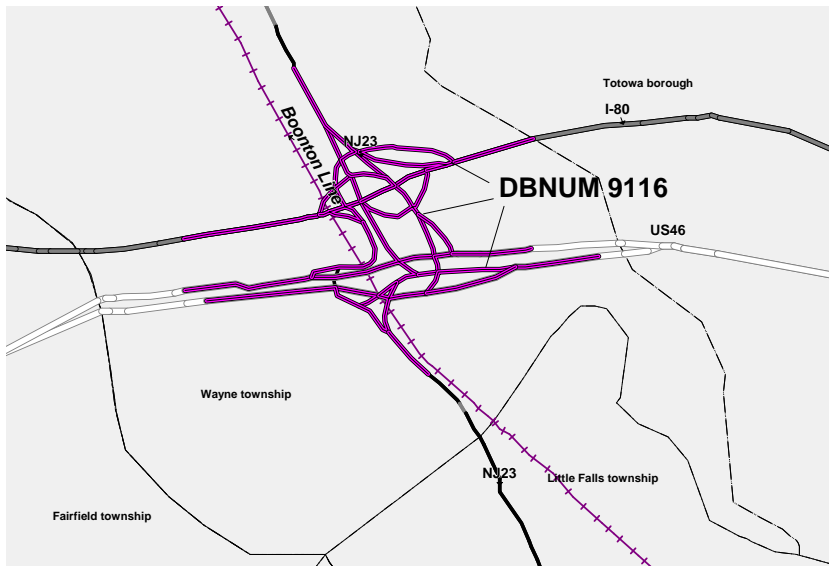 Totowa borough
I-80
Boonton Line
NJ23
DBNUM 9116
US46
Wayne township
NJ23
Little Falls township
Fairfield township